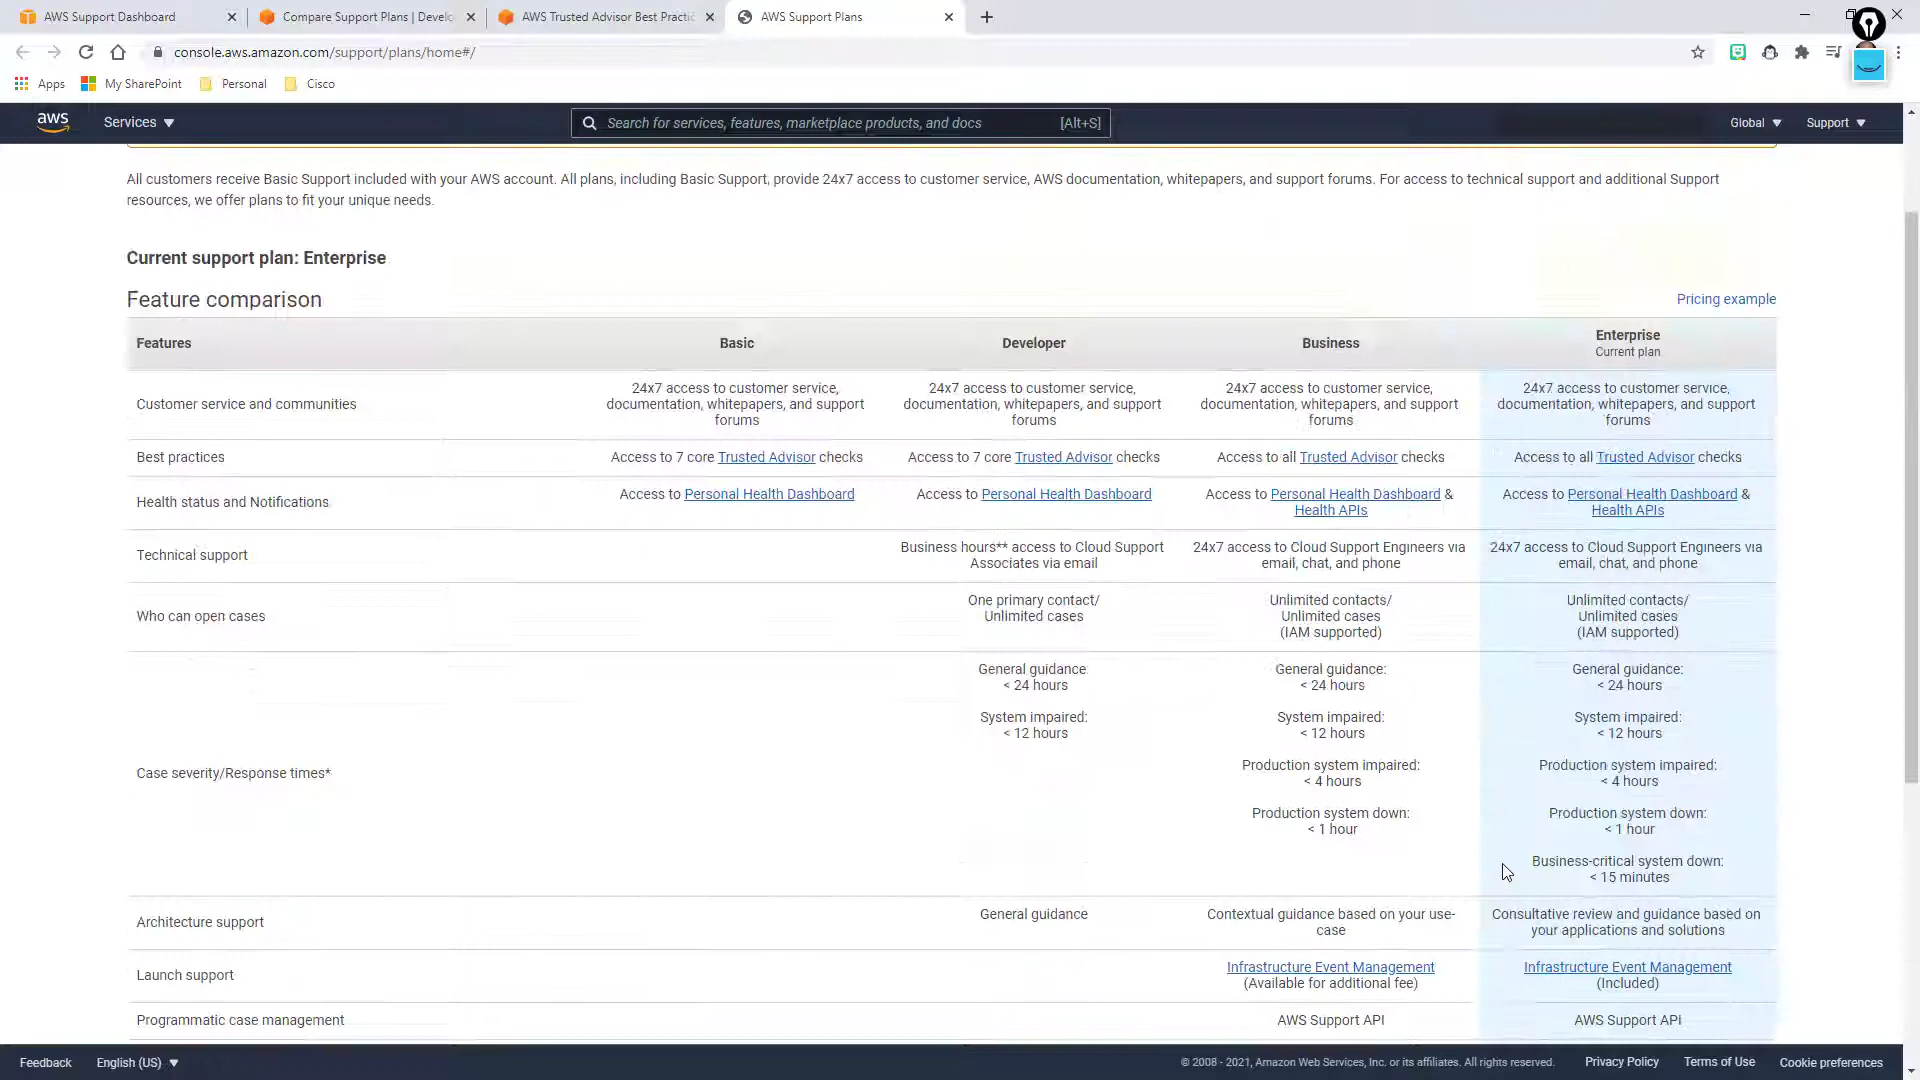 AWS Support Dashboard
Compare Support Plans | Develo
AWS Trusted Advisor Best Practic
AWS Support Plans
console.aws.amazon.com/support/plans/home#/
Apps
My SharePoint
Personal
Cisco
aws
Services
Search for services, features, marketplace products, and docs
[Alt+S]
Global
Support
All customers receive Basic Support included with your AWS account. All plans, including Basic Support, provide 24x7 access to customer service, AWS documentation, whitepapers, and support forums. For access to technical support and additional Support
resources, we offer plans to fit your unique needs.
Current support plan: Enterprise
Feature comparison
Pricing example
Features
Basic
Developer
Business
Enterprise
Current plan
Customer service and communities
24x7 access to customer service,
documentation, whitepapers, and support
forums
24x7 access to customer service,
documentation, whitepapers, and support
forums
24x7 access to customer service,
documentation, whitepapers, and support
forums
24x7 access to customer service,
documentation, whitepapers, and support
forums
Best practices
Access to 7 core Trusted Advisor checks
Access to 7 core Trusted Advisor checks
Access to all Trusted Advisor checks
Access to all Trusted Advisor checks
Health status and Notifications
Access to Personal Health Dashboard
Access to Personal Health Dashboard
Access to Personal Health Dashboard &
Health APIs
Access to Personal Health Dashboard &
Health APIs
Technical support
Business hours** access to Cloud Support
Associates via email
24x7 access to Cloud Support Engineers via
email, chat, and phone
24x7 access to Cloud Support Engineers via
email, chat, and phone
Who can open cases
One primary contact/
Unlimited cases
Unlimited contacts/
Unlimited cases
(IAM supported)
Unlimited contacts/
Unlimited cases
(IAM supported)
Case severity/Response times*
General guidance:
< 24 hours
System impaired:
< 12 hours
General guidance:
< 24 hours
System impaired:
< 12 hours
Production system impaired:
< 4 hours
Production system down:
< 1 hour
General guidance:
< 24 hours
System impaired:
< 12 hours
Production system impaired:
< 4 hours
Production system down:
< 1 hour
Business-critical system down:
< 15 minutes
Architecture support
General guidance
Contextual guidance based on your use-
case
Consultative review and guidance based on
your applications and solutions
Launch support
Infrastructure Event Management
(Available for additional fee)
Infrastructure Event Management
(Included)
Programmatic case management
AWS Support API
AWS Support API
Feedback
English (US)
© 2008 - 2021, Amazon Web Services, Inc. or its affiliates. All rights reserved.
Privacy Policy
Terms of Use
Cookie preferences